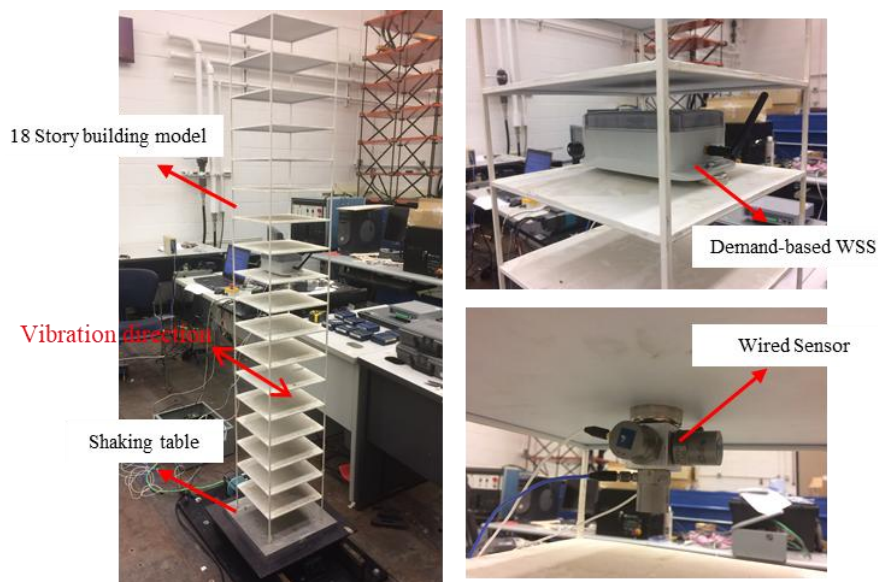 18 Story building model
Vibration direction
Shaking table
Demand-based WSS
Wired Sensor